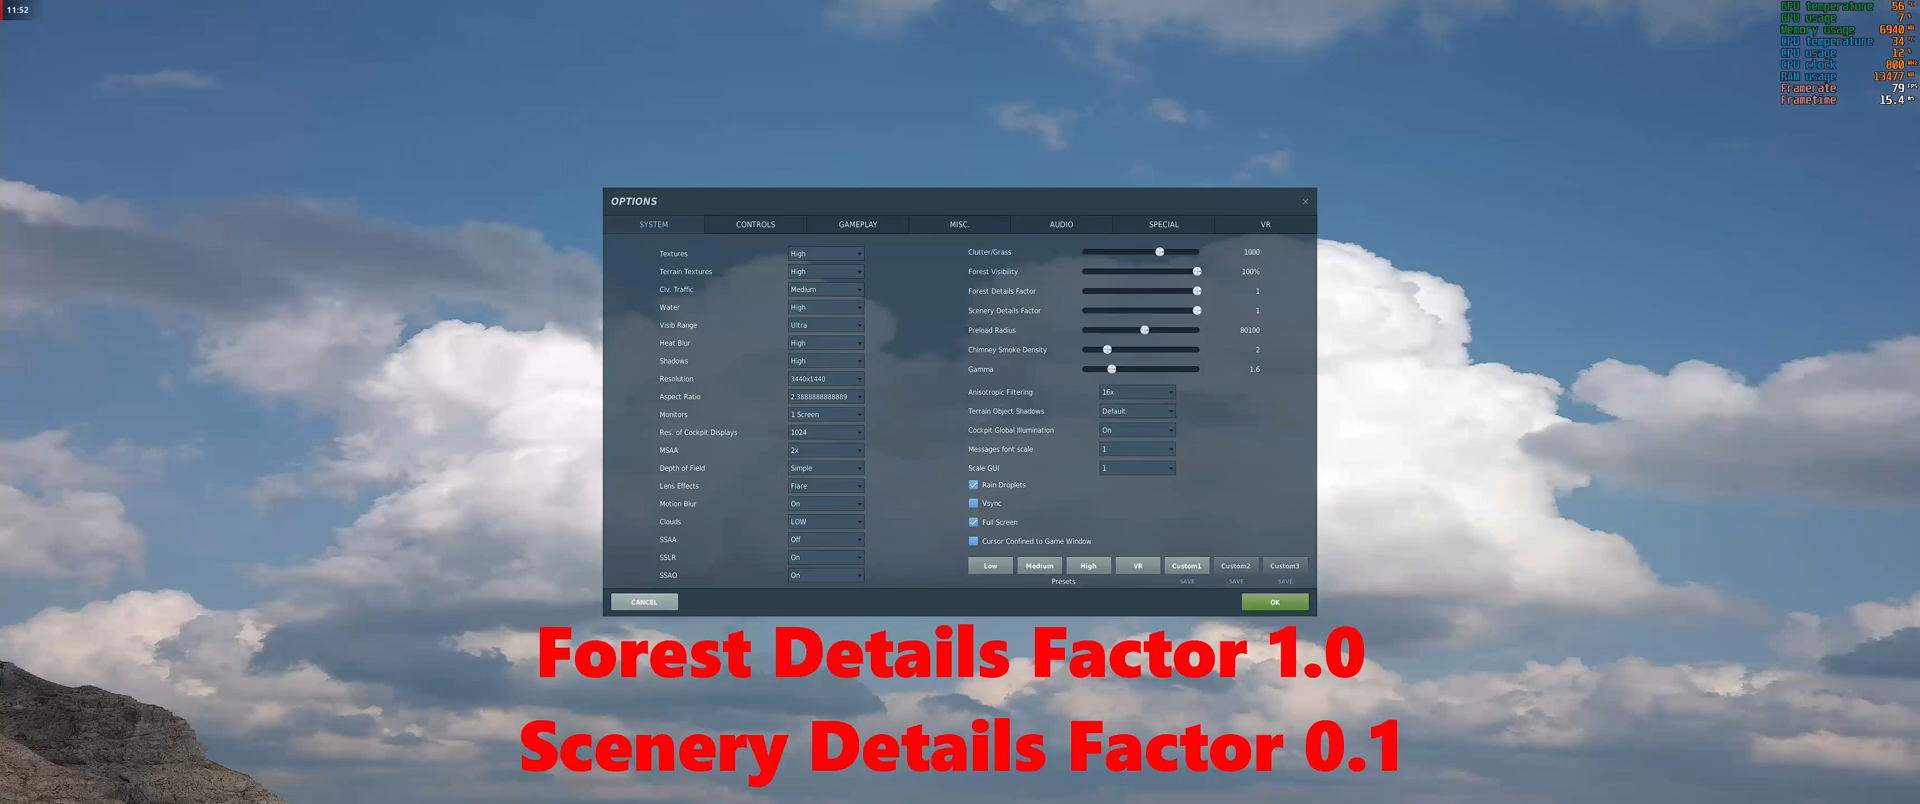 11:52
GPU temperature 56 °C
GPU usage 7 %
Memory usage 6940 MB
CPU temperature 34 °C
CPU usage 12 %
CPU clock 800 MHz
RAM usage 13477 MB
Framerate 79 FPS
Frametime 15.4 ms
OPTIONS
SYSTEM CONTROLS GAMEPLAY MISC. AUDIO SPECIAL VR
Textures High
Terrain Textures High
Civ. Traffic Medium
Water High
Visib Range Ultra
Heat Blur High
Shadows High
Resolution 3440x1440
Aspect Ratio 2.3888888888889
Monitors 1 Screen
Res. of Cockpit Displays 1024
MSAA 2x
Depth of Field Simple
Lens Effects Flare
Motion Blur On
Clouds LOW
SSAA Off
SSLR On
SSAO On
Clutter/Grass 1000
Forest Visibility 100%
Forest Details Factor 1
Scenery Details Factor 1
Preload Radius 80100
Chimney Smoke Density 2
Gamma 1.6
Anisotropic Filtering 16x
Terrain Object Shadows Default
Cockpit Global Illumination On
Messages font scale 1
Scale GUI 1
Rain Droplets
Vsync
Full Screen
Cursor Confined to Game Window
Low Medium High VR Custom1 Custom2 Custom3
Presets SAVE SAVE SAVE
CANCEL OK
Forest Details Factor 1.0
Scenery Details Factor 0.1